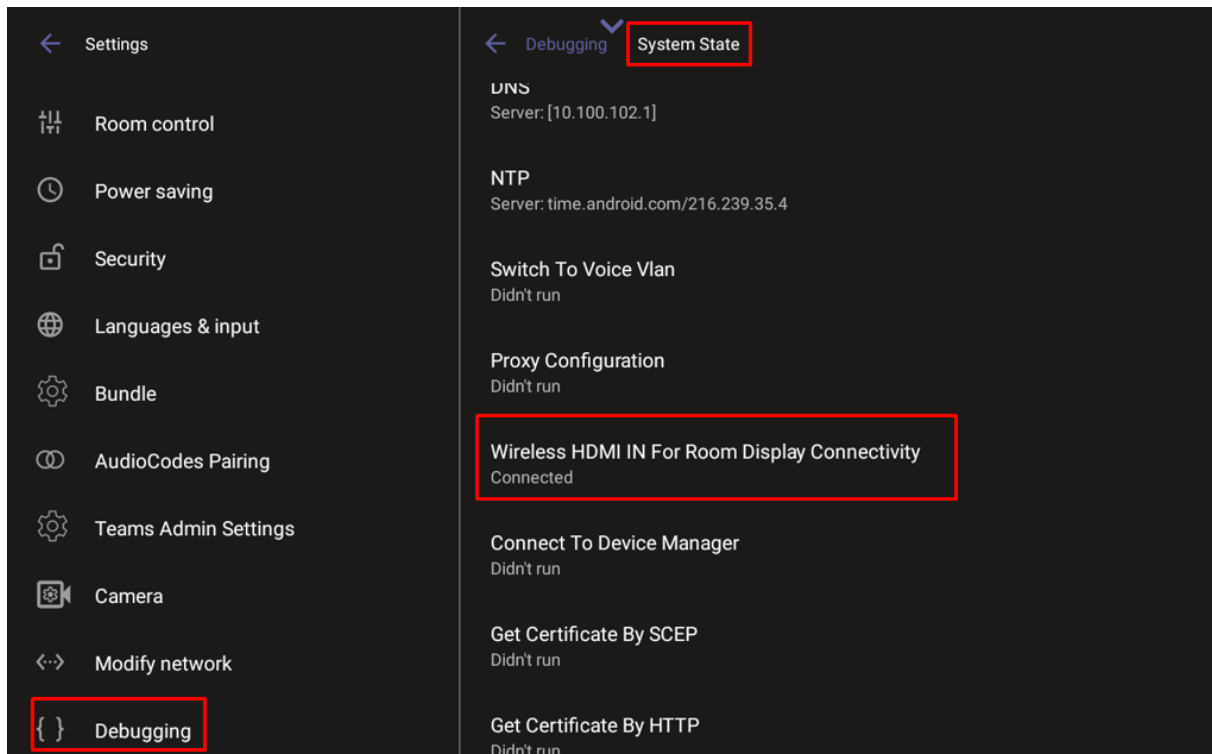 Settings
Room control
Power saving
Security
Languages & input
Bundle
AudioCodes Pairing
Teams Admin Settings
Camera
Modify network
{ } Debugging
Debugging System State
DNS
Server: [10.100.102.1]
NTP
Server: time.android.com/216.239.35.4
Switch To Voice Vlan
Didn't run
Proxy Configuration
Didn't run
Wireless HDMI IN For Room Display Connectivity
Connected
Connect To Device Manager
Didn't run
Get Certificate By SCEP
Didn't run
Get Certificate By HTTP
Didn't run